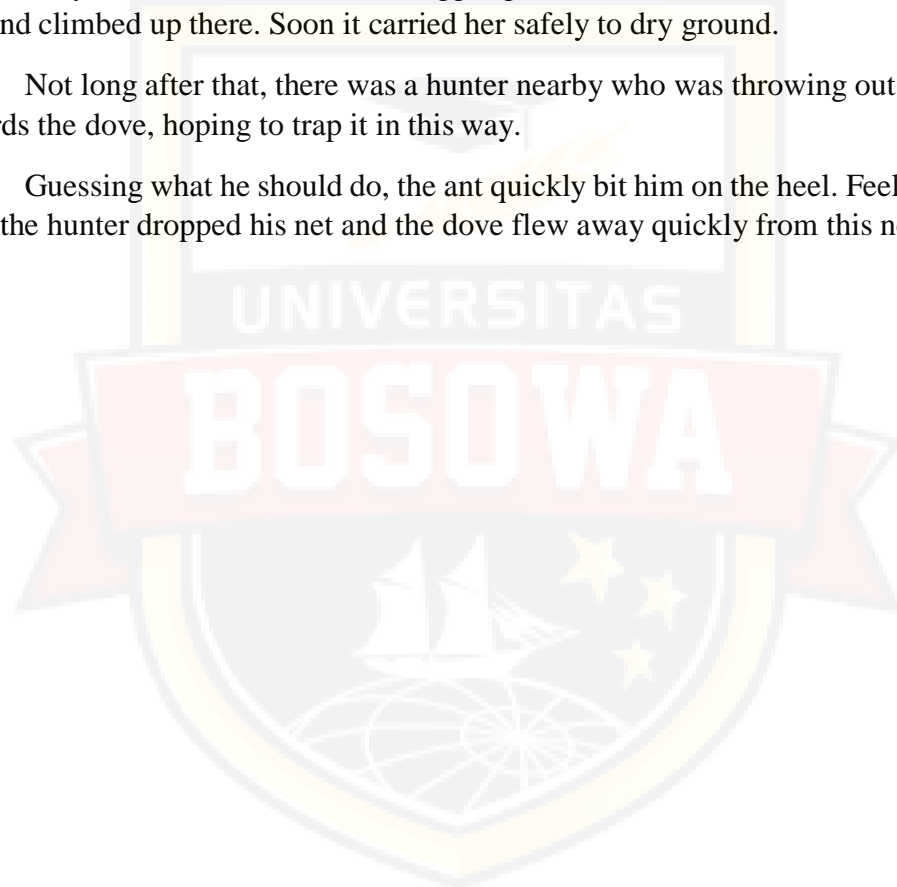 nd climbed up there. Soon it carried her safely to dry ground.
Not long after that, there was a hunter nearby who was throwing out
rds the dove, hoping to trap it in this way.
Guessing what he should do, the ant quickly bit him on the heel. Feel
the hunter dropped his net and the dove flew away quickly from this n
UNIVERSITAS
BOSOWA